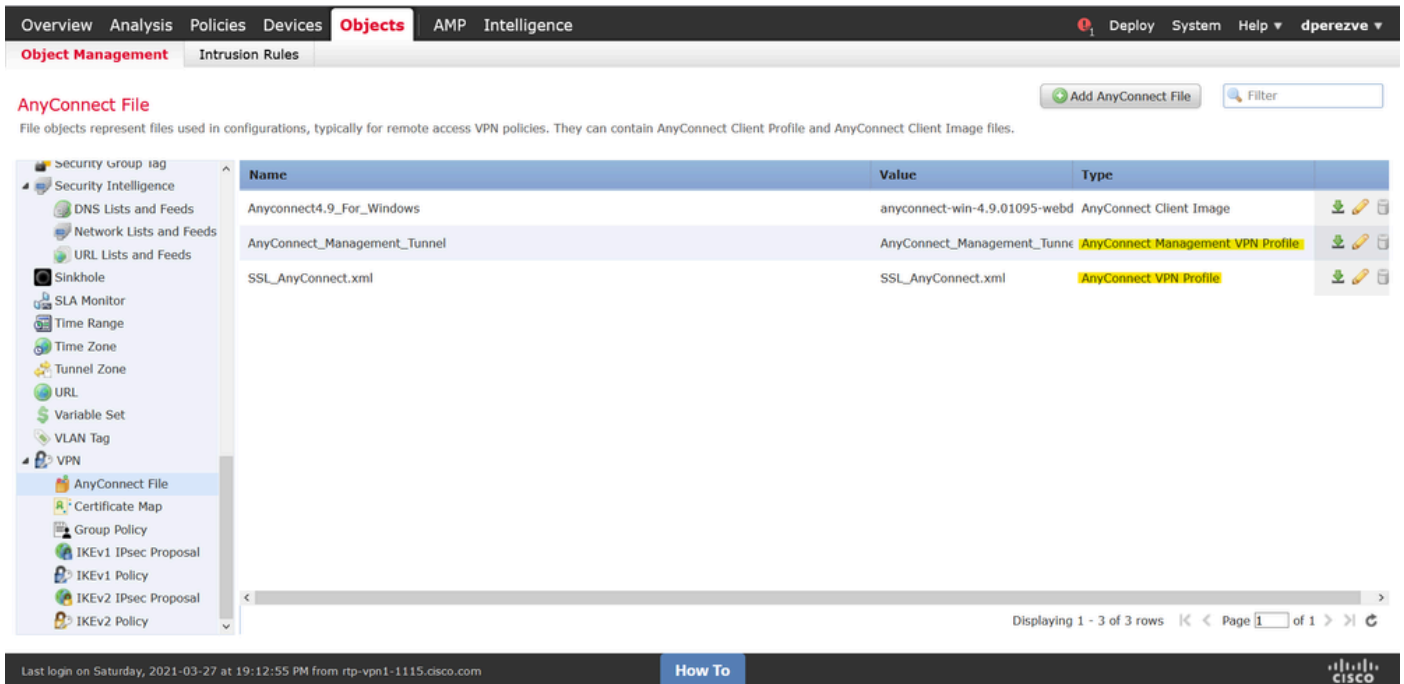 Overview Analysis Policies Devices Objects AMP Intelligence 1 Deploy System Help dperezve
Object Management Intrusion Rules
AnyConnect File
Add AnyConnect File Filter
File objects represent files used in configurations, typically for remote access VPN policies. They can contain AnyConnect Client Profile and AnyConnect Client Image files.
Security Group Tag
Security Intelligence
DNS Lists and Feeds
Network Lists and Feeds
URL Lists and Feeds
Sinkhole
SLA Monitor
Time Range
Time Zone
Tunnel Zone
URL
Variable Set
VLAN Tag
VPN
AnyConnect File
Certificate Map
Group Policy
IKEv1 IPsec Proposal
IKEv1 Policy
IKEv2 IPsec Proposal
IKEv2 Policy
Name Value Type
Anyconnect4.9_For_Windows anyconnect-win-4.9.01095-webd AnyConnect Client Image
AnyConnect_Management_Tunnel AnyConnect_Management_Tunne AnyConnect Management VPN Profile
SSL_AnyConnect.xml SSL_AnyConnect.xml AnyConnect VPN Profile
Displaying 1 - 3 of 3 rows Page 1 of 1
Last login on Saturday, 2021-03-27 at 19:12:55 PM from rtp-vpn1-1115.cisco.com How To
CISCO